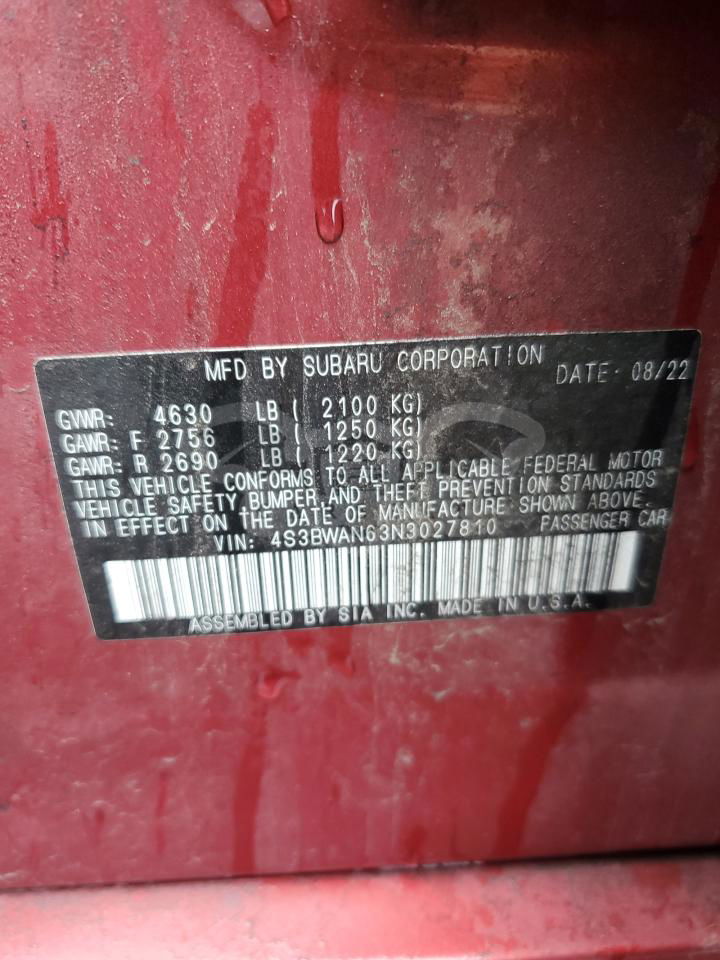 MFD BY SUBARU CORPORATION DATE: 08/22
GVWR: 4630 LB ( 2100 KG)
GAWR: F 2756 LB ( 1250 KG)
GAWR: R 2690 LB ( 1220 KG)
THIS VEHICLE CONFORMS TO ALL APPLICABLE FEDERAL MOTOR
VEHICLE SAFETY BUMPER,AND THEFT PREVENTION STANDARDS
IN EFFECT ON THE DATE OF MANUFACTURE SHOWN ABOVE.
VIN: 4S3BWAN63N3027810 PASSENGER CAR
ASSEMBLED BY SIA INC. MADE IN U.S.A.